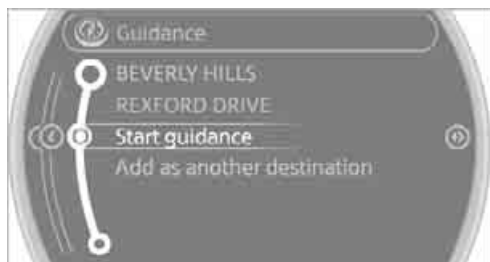 Guidance
BEVERLY HILLS
REXFORD DRIVE
Start guidance
Add as another destination